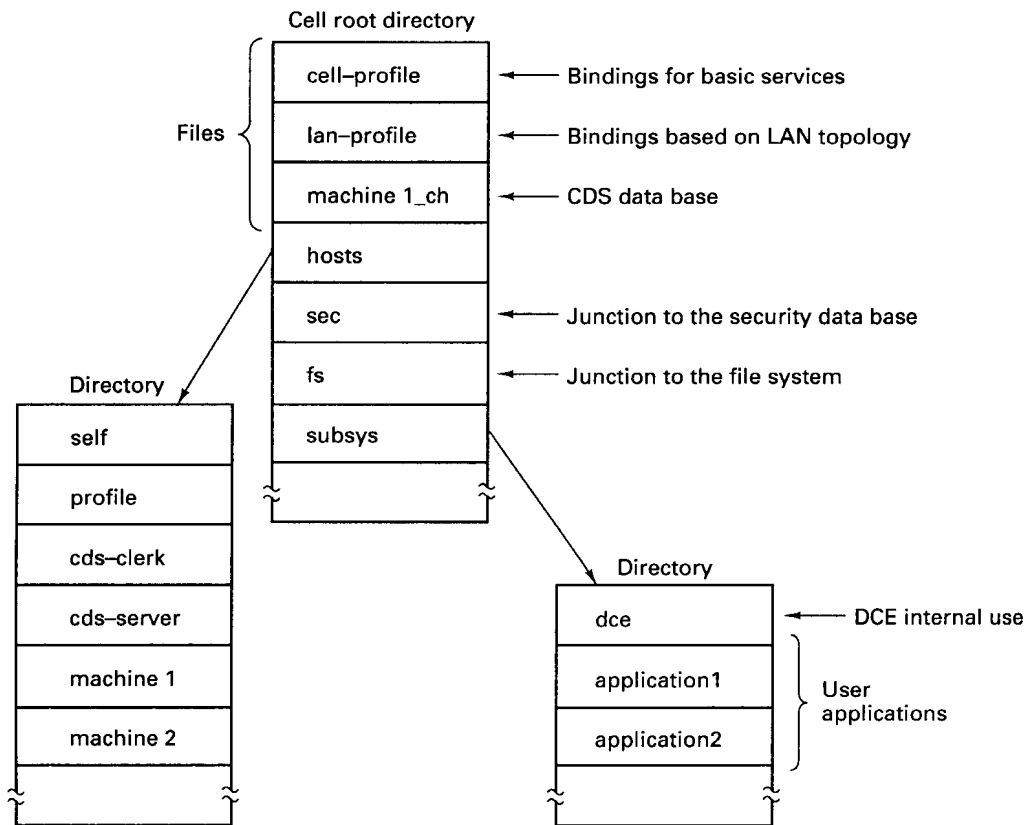 Cell root directory
cell–profile
Bindings for basic services
Files
lan–profile
Bindings based on LAN topology
machine 1_ch
CDS data base
hosts
sec
Junction to the security data base
fs
Junction to the file system
subsys
Directory
self
profile
cds–clerk
cds–server
machine 1
machine 2
Directory
dce
DCE internal use
application1
application2
User
applications